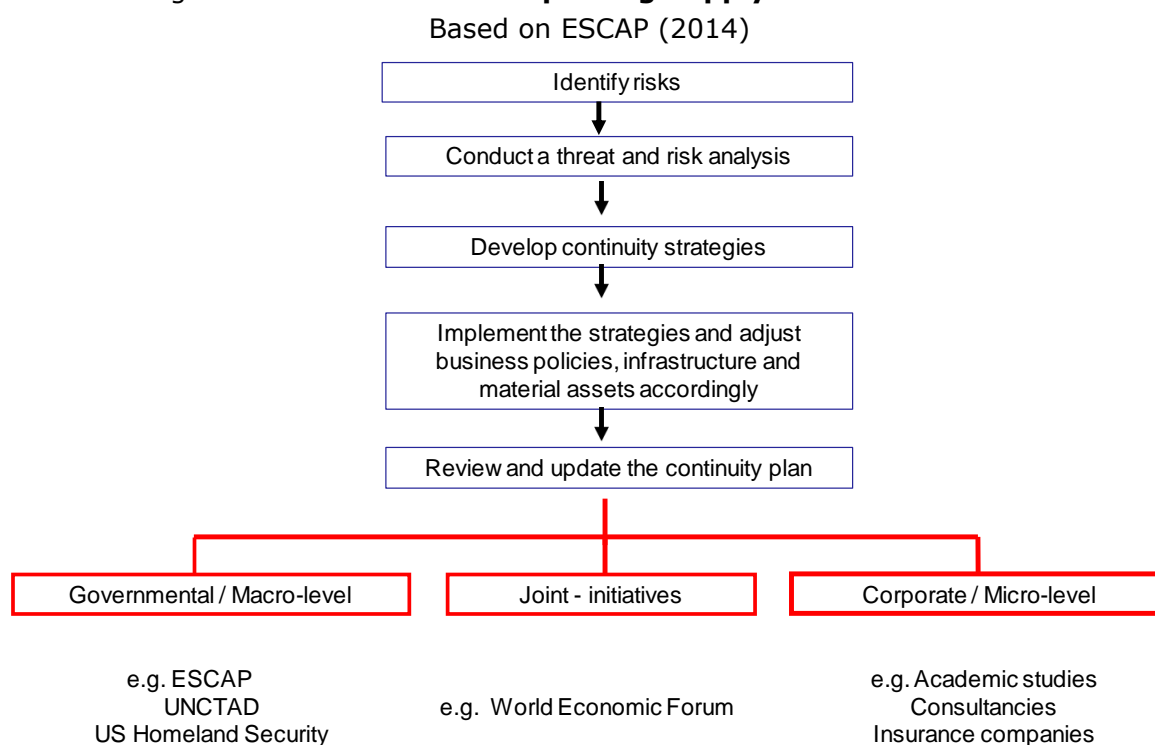 Based on ESCAP (2014)
Identify risks
Conduct a threat and risk analysis
Develop continuity strategies
Implement the strategies and adjust
business policies, infrastructure and
material assets accordingly
Review and update the continuity plan
Governmental / Macro-level
Joint - initiatives
Corporate / Micro-level
e.g. ESCAP
UNCTAD
US Homeland Security
e.g. World Economic Forum
e.g. Academic studies
Consultancies
Insurance companies